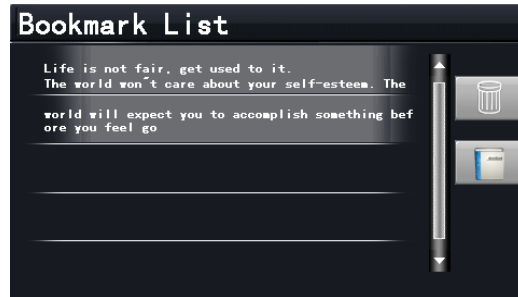 Bookmark List
Life is not fair, get used to it.
The world won´t care about your self-esteem. The
world will expect you to accomplish something bef
ore you feel go